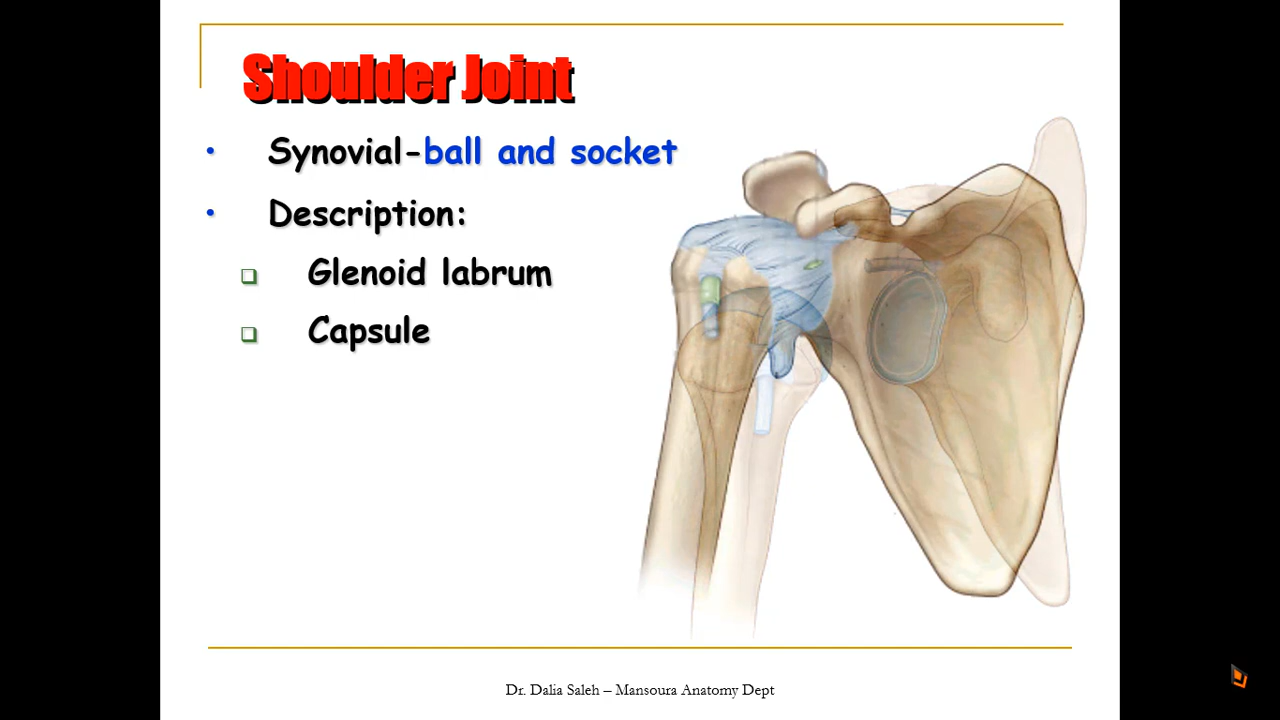 Shoulder Joint
• Synovial-ball and socket
• Description:
❑ Glenoid labrum
❑ Capsule
Dr. Dalia Saleh – Mansoura Anatomy Dept